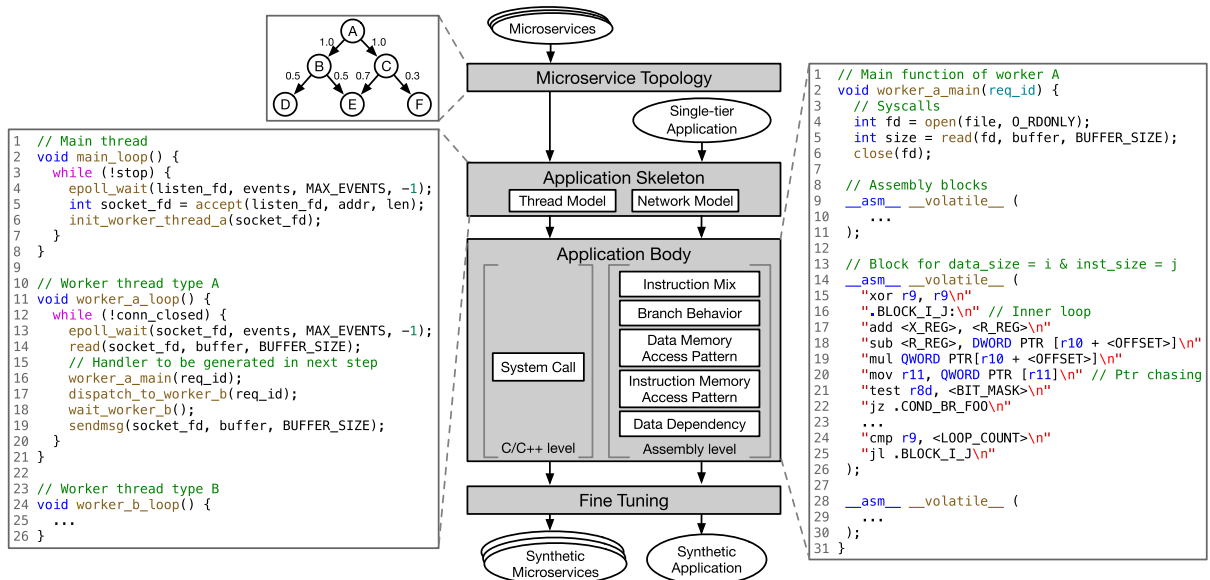 A
1.0
1.0
B
C
0.5
0.5
0.7
0.3
D
E
F
1 // Main thread
2 void main_loop() {
3 while (!stop) {
4 epoll_wait(listen_fd, events, MAX_EVENTS, -1);
5 int socket_fd = accept(listen_fd, addr, len);
6 init_worker_thread_a(socket_fd);
7 }
8 }
9
10 // Worker thread type A
11 void worker_a_loop() {
12 while (!conn_closed) {
13 epoll_wait(socket_fd, events, MAX_EVENTS, -1);
14 read(socket_fd, buffer, BUFFER_SIZE);
15 // Handler to be generated in next step
16 worker_a_main(req_id);
17 dispatch_to_worker_b(req_id);
18 wait_worker_b();
19 sendmsg(socket_fd, buffer, BUFFER_SIZE);
20 }
21 }
22
23 // Worker thread type B
24 void worker_b_loop() {
25 ...
26 }
Microservices
Microservice Topology
Single-tier
Application
Application Skeleton
Thread Model
Network Model
Application Body
System Call
C/C++ level
Instruction Mix
Branch Behavior
Data Memory
Access Pattern
Instruction Memory
Access Pattern
Data Dependency
Assembly level
Fine Tuning
Synthetic
Microservices
Synthetic
Application
1 // Main function of worker A
2 void worker_a_main(req_id) {
3 // Syscalls
4 int fd = open(file, O_RDONLY);
5 int size = read(fd, buffer, BUFFER_SIZE);
6 close(fd);
7
8 // Assembly blocks
9 __asm__ __volatile__ (
10 ...
11 );
12
13 // Block for data_size = i & inst_size = j
14 __asm__ __volatile__ (
15 "xor r9, r9\n"
16 ".BLOCK_I_J:\n" // Inner loop
17 "add <X_REG>, <R_REG>\n"
18 "sub <R_REG>, DWORD PTR [r10 + <OFFSET>]\n"
19 "mul QWORD PTR[r10 + <OFFSET>]\n"
20 "mov r11, QWORD PTR [r11]\n" // Ptr chasing
21 "test r8d, <BIT_MASK>\n"
22 "jz .COND_BR_FOO\n"
23 ...
24 "cmp r9, <LOOP_COUNT>\n"
25 "jl .BLOCK_I_J\n"
26 );
27
28 __asm__ __volatile__ (
29 ...
30 );
31 }